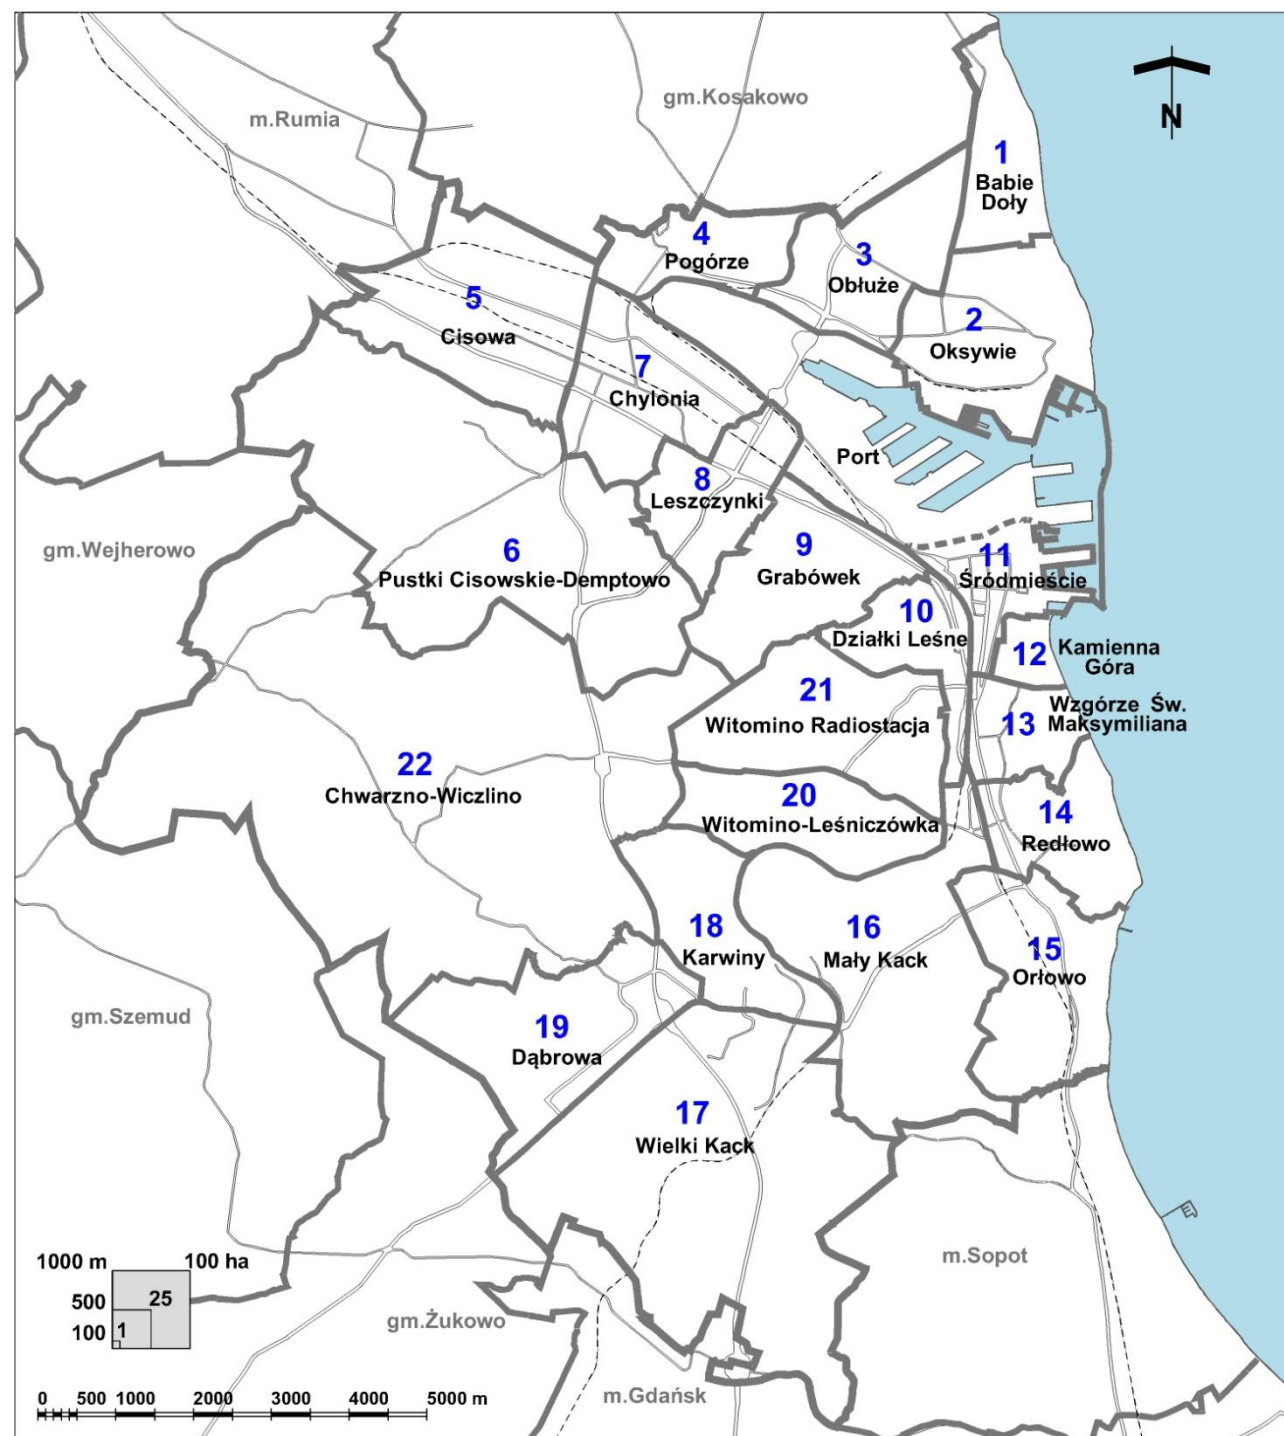 gm.Kosakowo
m.Rumia
N
1
Babie
Doły
4
Pogórze
3
Obłuże
5
Cisowa
2
Oksywie
7
Chylonia
Port
8
Leszczynki
gm.Wejherowo
6
Pustki Cisowskie-Demptowo
9
Grabówek
11
Śródmieście
10
Działki Leśne
12
Kamienna
Góra
21
Witomino Radiostacja
13
Wzgórze Św.
Maksymiliana
22
Chwarzno-Wiczlino
20
Witomino-Leśniczówka
14
Redłowo
18
Karwiny
16
Mały Kack
15
Orłowo
gm.Szemud
19
Dąbrowa
17
Wielki Kack
m.Sopot
1000 m
100 ha
500
25
100
1
gm.Żukowo
m.Gdańsk
0 500 1000 2000 3000 4000 5000 m